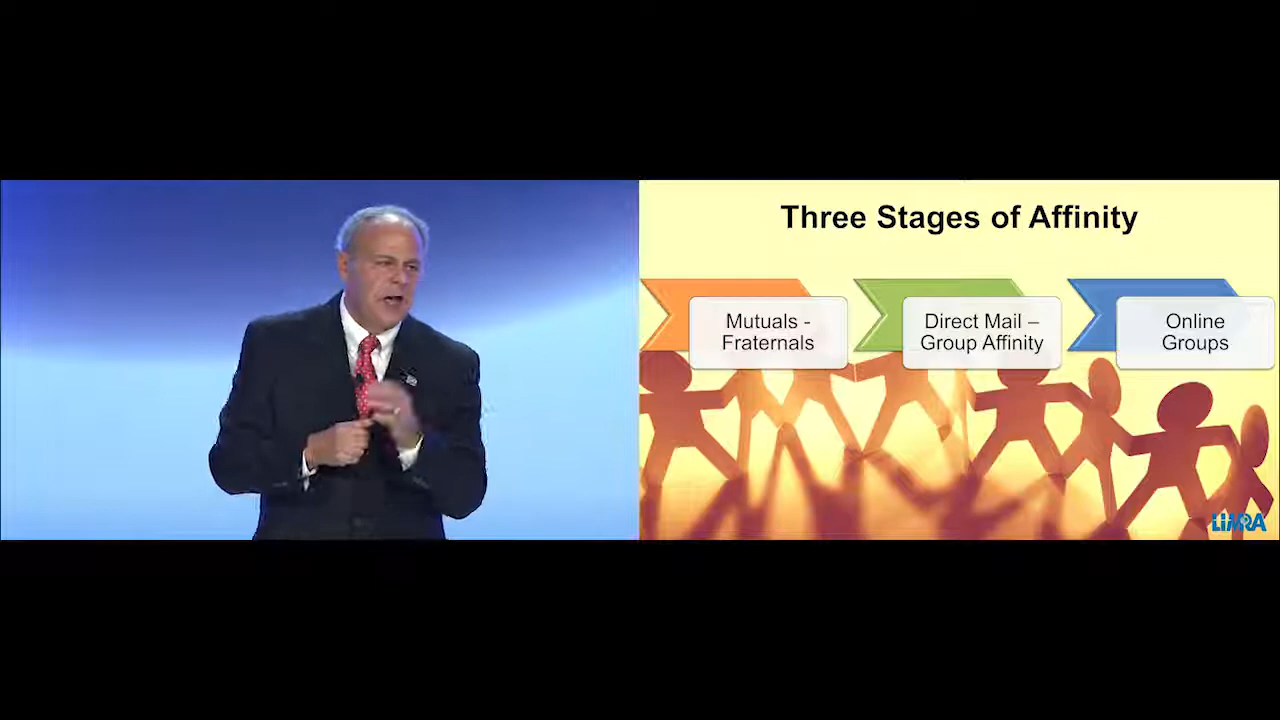 Three Stages of Affinity
Mutuals -
Fraternals
Direct Mail –
Group Affinity
Online
Groups
LIMRA